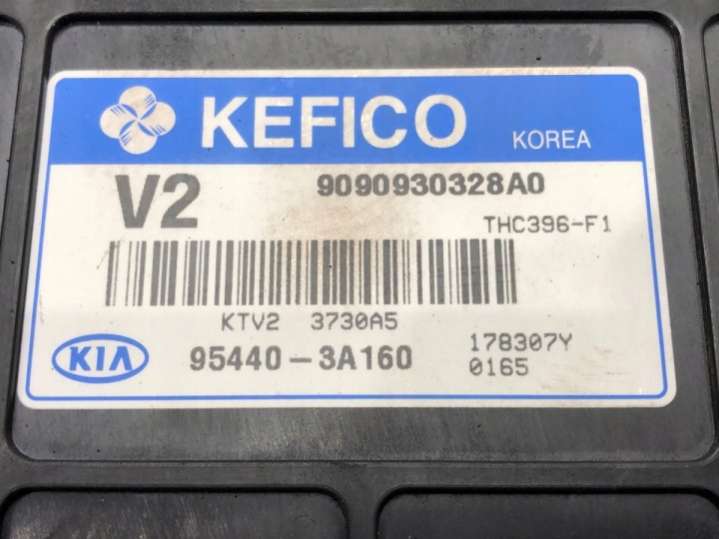 KEFICO KOREA
V2 9090930328A0
THC396-F1
KTV2 3730A5
KIA 95440-3A160 178307Y
0165